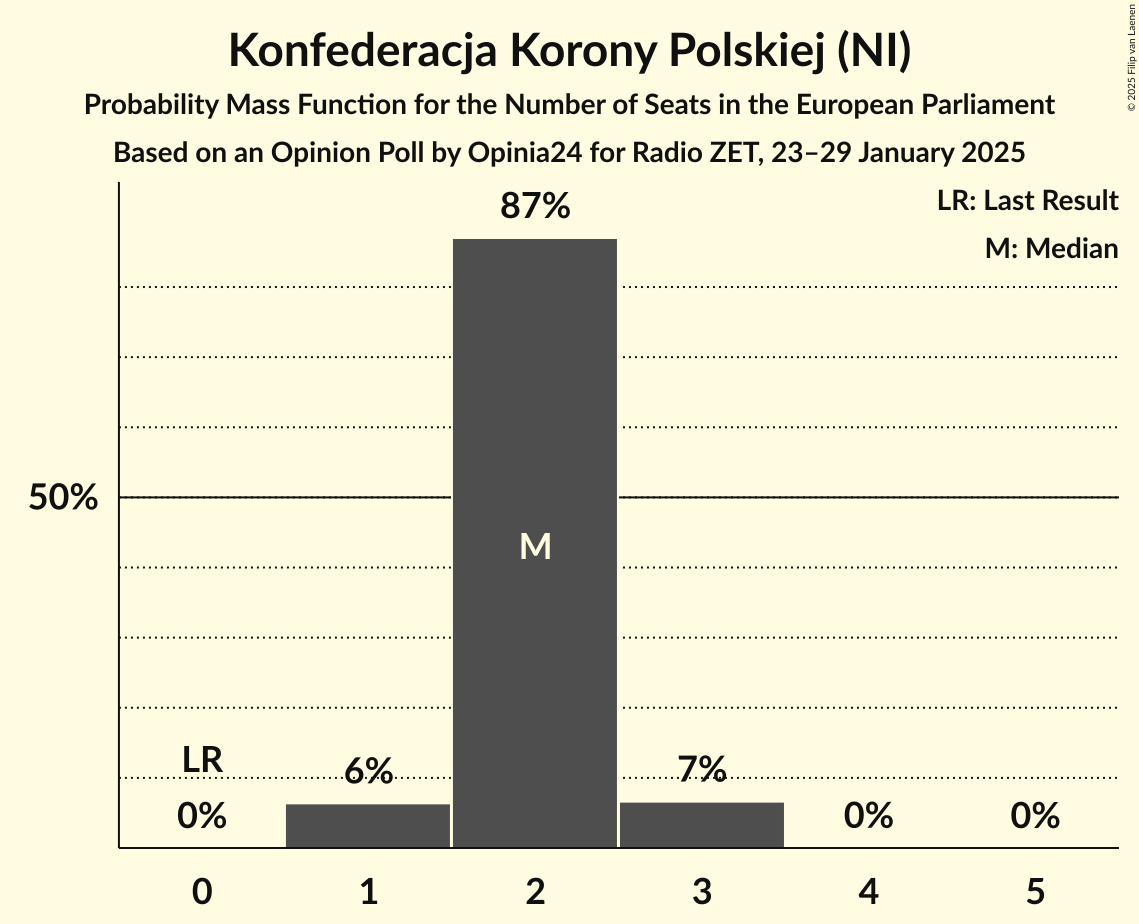 Konfederacja Korony Polskiej (NI)
Probability Mass Function for the Number of Seats in the European Parliament
Based on an Opinion Poll by Opinia24 for Radio ZET, 23–29 January 2025
© 2025 Filip van Laenen
LR: Last Result
M: Median
87%
50%
M
LR
0%
6%
7%
0%
0%
0
1
2
3
4
5